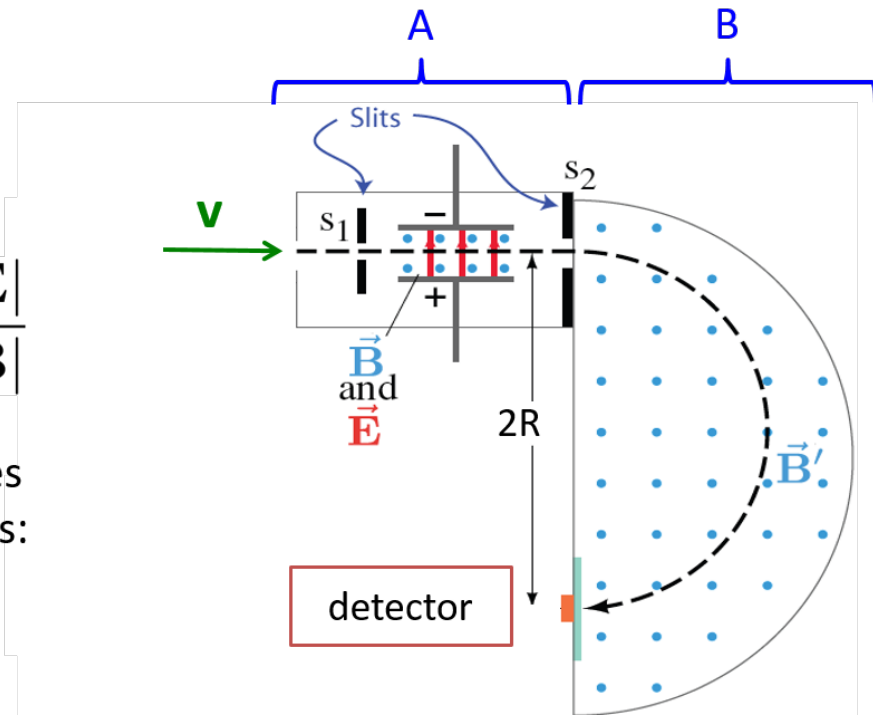 A
B
Slits
s₂
v
s₁
−
+
B⃗
and
E⃗
2R
B⃗′
es
s:
detector